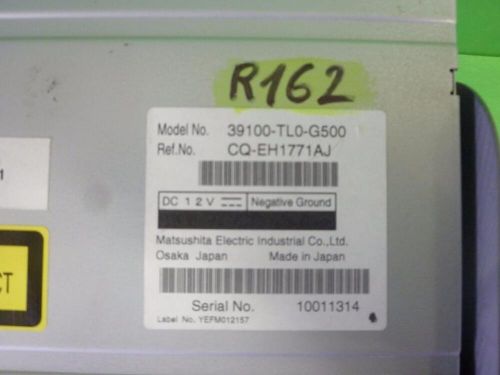 R162
Model No. 39100-TL0-G500
Ref.No. CQ-EH1771AJ
DC 12V Negative Ground
Matsushita Electric Industrial Co.,Ltd.
Osaka Japan Made in Japan
Serial No. 10011314
Label No. YEFM012157
1
CT